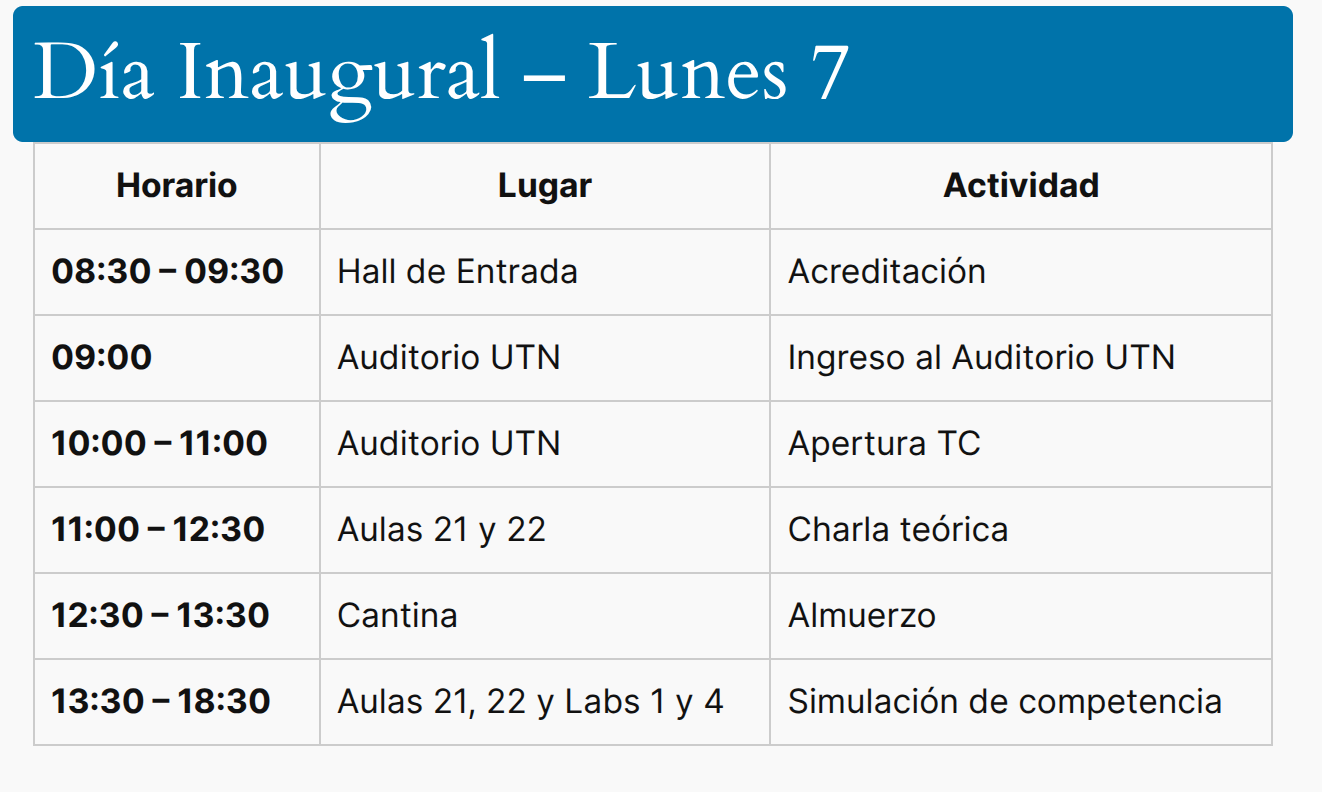 Día Inaugural – Lunes 7
Horario Lugar Actividad
08:30 – 09:30 Hall de Entrada Acreditación
09:00 Auditorio UTN Ingreso al Auditorio UTN
10:00 – 11:00 Auditorio UTN Apertura TC
11:00 – 12:30 Aulas 21 y 22 Charla teórica
12:30 – 13:30 Cantina Almuerzo
13:30 – 18:30 Aulas 21, 22 y Labs 1 y 4 Simulación de competencia